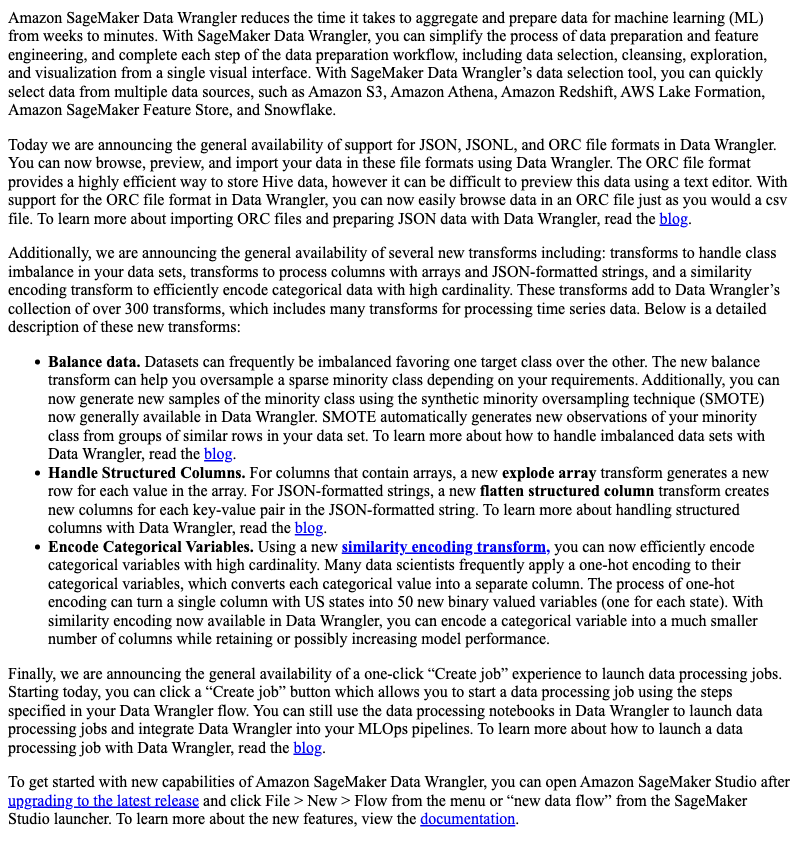 Amazon SageMaker Data Wrangler reduces the time it takes to aggregate and prepare data for machine learning (ML)
from weeks to minutes. With SageMaker Data Wrangler, you can simplify the process of data preparation and feature
engineering, and complete each step of the data preparation workflow, including data selection, cleansing, exploration,
and visualization from a single visual interface. With SageMaker Data Wrangler’s data selection tool, you can quickly
select data from multiple data sources, such as Amazon S3, Amazon Athena, Amazon Redshift, AWS Lake Formation,
Amazon SageMaker Feature Store, and Snowflake.
Today we are announcing the general availability of support for JSON, JSONL, and ORC file formats in Data Wrangler.
You can now browse, preview, and import your data in these file formats using Data Wrangler. The ORC file format
provides a highly efficient way to store Hive data, however it can be difficult to preview this data using a text editor. With
support for the ORC file format in Data Wrangler, you can now easily browse data in an ORC file just as you would a csv
file. To learn more about importing ORC files and preparing JSON data with Data Wrangler, read the blog.
Additionally, we are announcing the general availability of several new transforms including: transforms to handle class
imbalance in your data sets, transforms to process columns with arrays and JSON-formatted strings, and a similarity
encoding transform to efficiently encode categorical data with high cardinality. These transforms add to Data Wrangler’s
collection of over 300 transforms, which includes many transforms for processing time series data. Below is a detailed
description of these new transforms:
• Balance data. Datasets can frequently be imbalanced favoring one target class over the other. The new balance
transform can help you oversample a sparse minority class depending on your requirements. Additionally, you can
now generate new samples of the minority class using the synthetic minority oversampling technique (SMOTE)
now generally available in Data Wrangler. SMOTE automatically generates new observations of your minority
class from groups of similar rows in your data set. To learn more about how to handle imbalanced data sets with
Data Wrangler, read the blog.
• Handle Structured Columns. For columns that contain arrays, a new explode array transform generates a new
row for each value in the array. For JSON-formatted strings, a new flatten structured column transform creates
new columns for each key-value pair in the JSON-formatted string. To learn more about handling structured
columns with Data Wrangler, read the blog.
• Encode Categorical Variables. Using a new similarity encoding transform, you can now efficiently encode
categorical variables with high cardinality. Many data scientists frequently apply a one-hot encoding to their
categorical variables, which converts each categorical value into a separate column. The process of one-hot
encoding can turn a single column with US states into 50 new binary valued variables (one for each state). With
similarity encoding now available in Data Wrangler, you can encode a categorical variable into a much smaller
number of columns while retaining or possibly increasing model performance.
Finally, we are announcing the general availability of a one-click “Create job” experience to launch data processing jobs.
Starting today, you can click a “Create job” button which allows you to start a data processing job using the steps
specified in your Data Wrangler flow. You can still use the data processing notebooks in Data Wrangler to launch data
processing jobs and integrate Data Wrangler into your MLOps pipelines. To learn more about how to launch a data
processing job with Data Wrangler, read the blog.
To get started with new capabilities of Amazon SageMaker Data Wrangler, you can open Amazon SageMaker Studio after
upgrading to the latest release and click File > New > Flow from the menu or “new data flow” from the SageMaker
Studio launcher. To learn more about the new features, view the documentation.